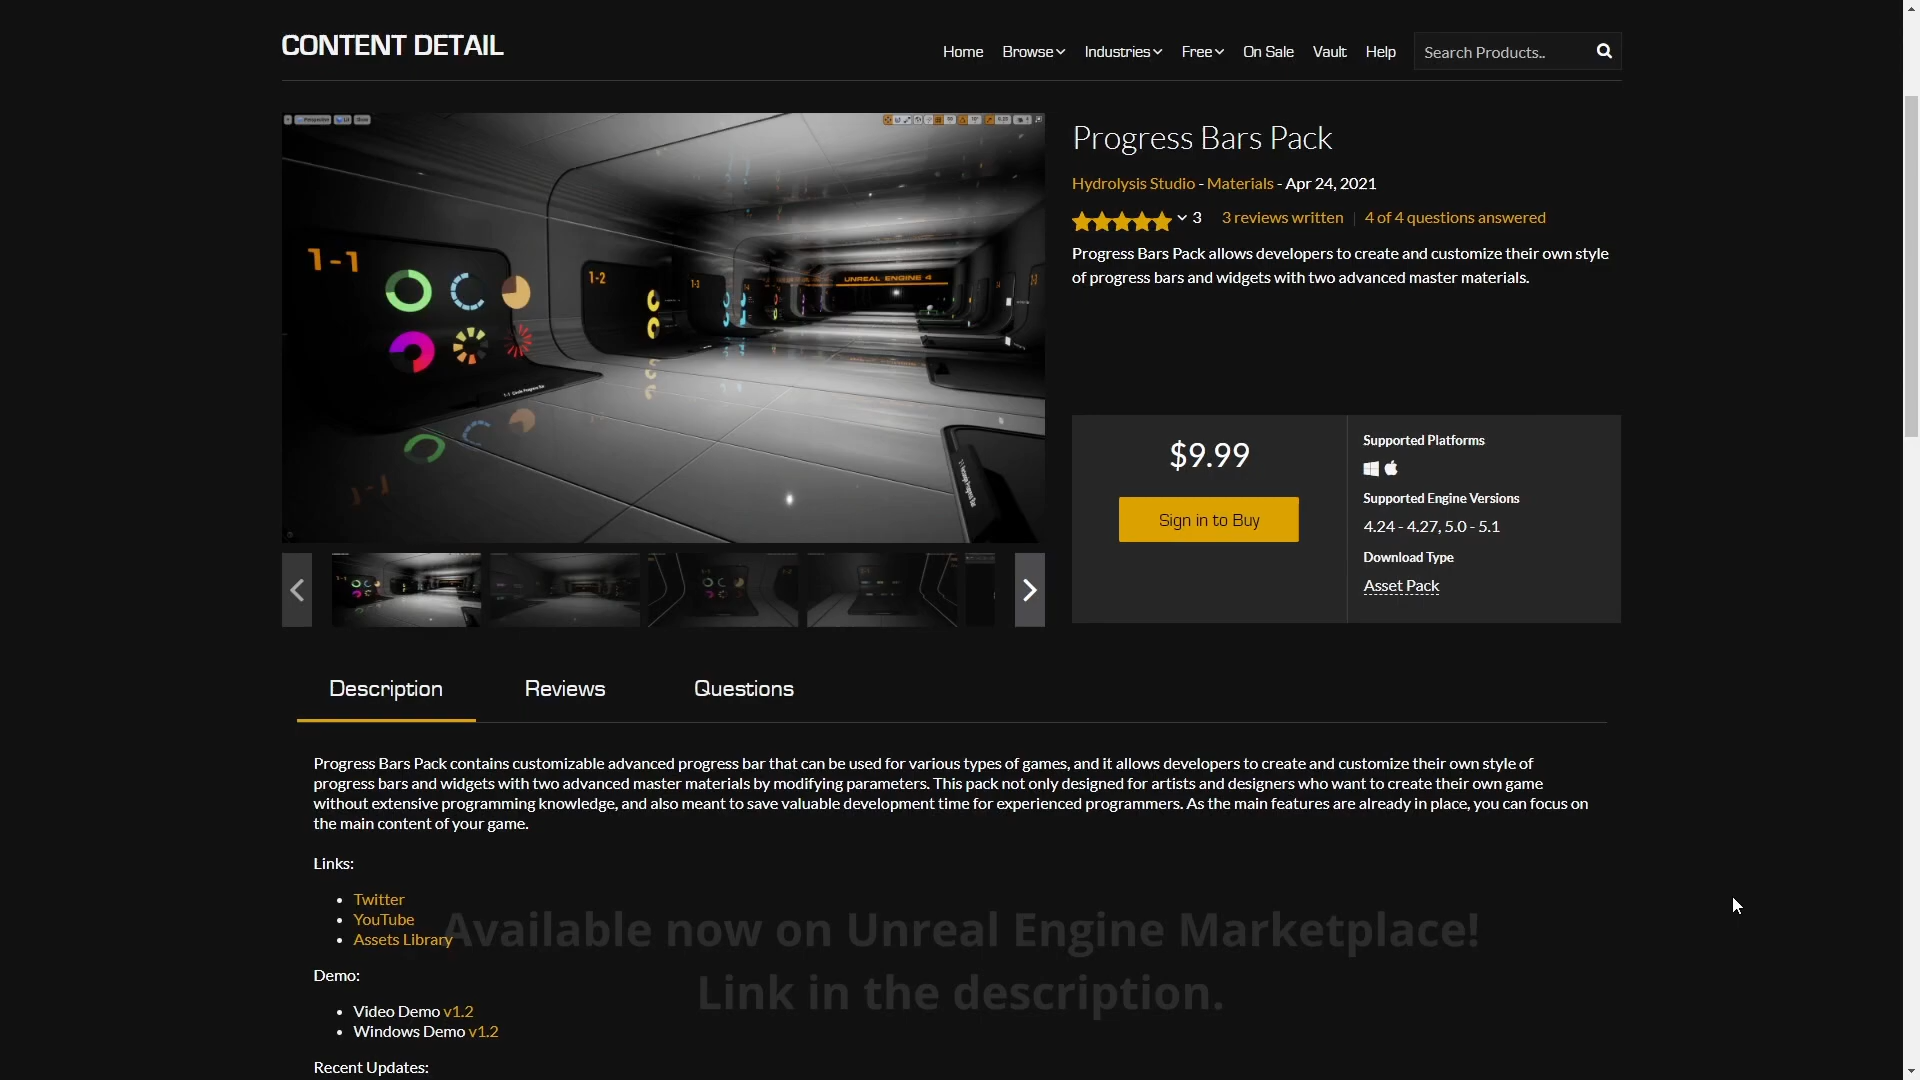 CONTENT DETAIL
Home Browse Industries Free On Sale Vault Help Search Products..
Perspective Lit Show
1-1
1-2
UNREAL ENGINE 4
1-1 Circle Progress Bar
Progress Bars Pack
Hydrolysis Studio - Materials - Apr 24, 2021
3 3 reviews written 4 of 4 questions answered
Progress Bars Pack allows developers to create and customize their own style
of progress bars and widgets with two advanced master materials.
$9.99
Sign in to Buy
Supported Platforms
Supported Engine Versions
4.24 - 4.27, 5.0 - 5.1
Download Type
Asset Pack
Description Reviews Questions
Progress Bars Pack contains customizable advanced progress bar that can be used for various types of games, and it allows developers to create and customize their own style of
progress bars and widgets with two advanced master materials by modifying parameters. This pack not only designed for artists and designers who want to create their own game
without extensive programming knowledge, and also meant to save valuable development time for experienced programmers. As the main features are already in place, you can focus on
the main content of your game.
Links:
Twitter
YouTube
Assets Library
Available now on Unreal Engine Marketplace!
Link in the description.
Demo:
Video Demo v1.2
Windows Demo v1.2
Recent Updates: